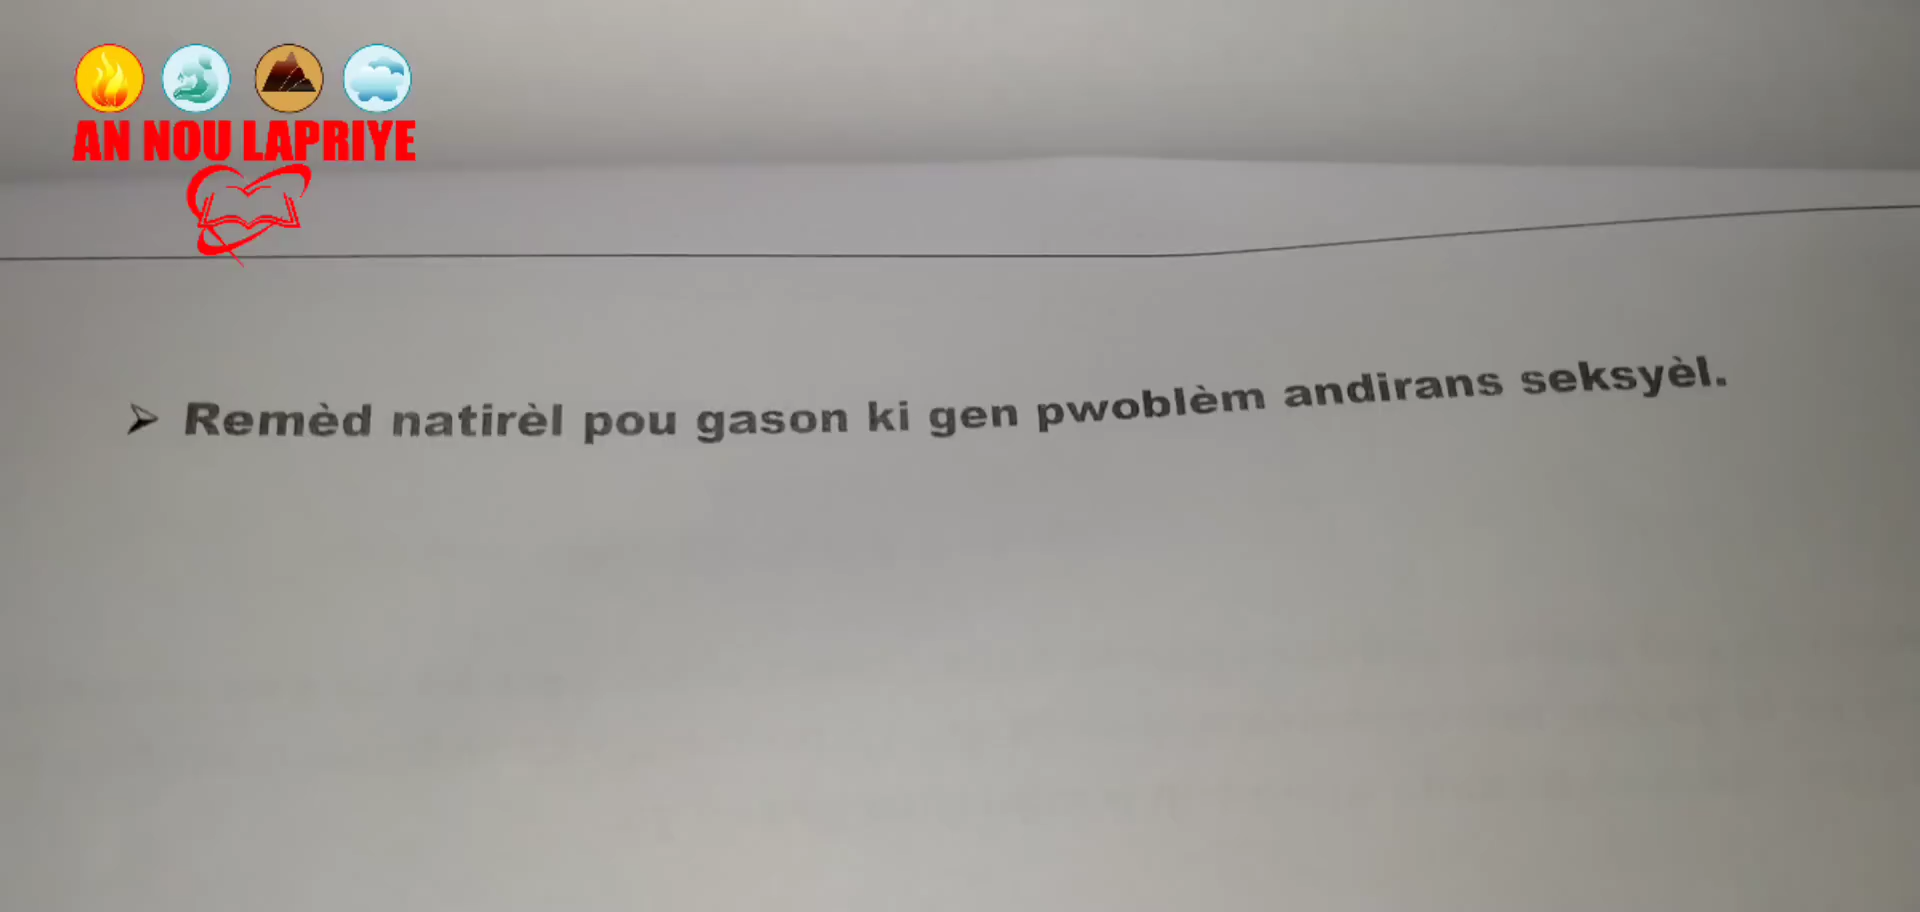 AN NOU LAPRIYE
Remèd natirèl pou gason ki gen pwoblèm andirans seksyèl.